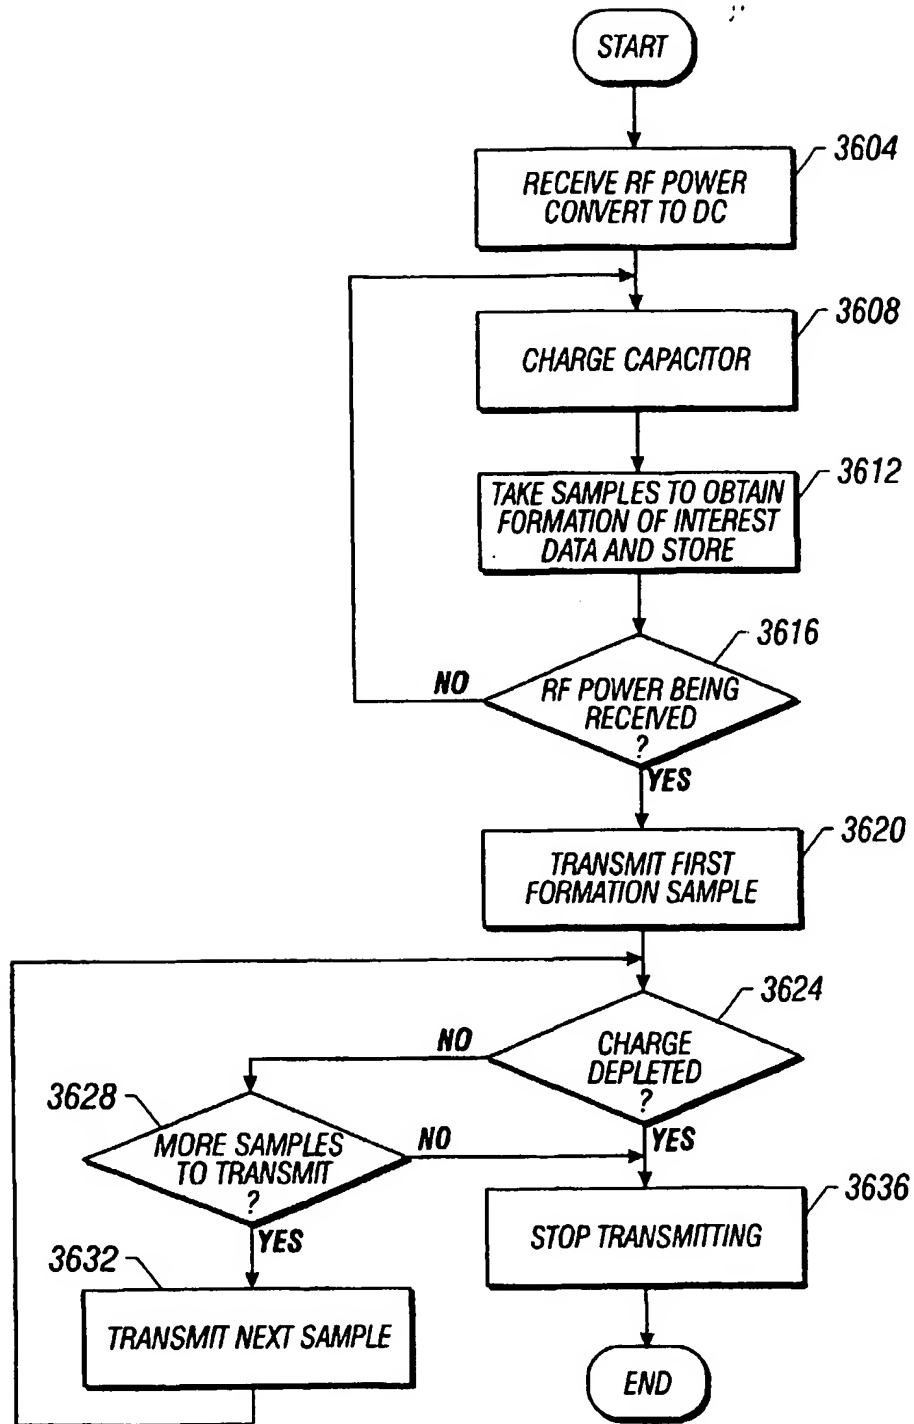 START
3604
RECEIVE RF POWER
CONVERT TO DC
3608
CHARGE CAPACITOR
3612
TAKE SAMPLES TO OBTAIN
FORMATION OF INTEREST
DATA AND STORE
3616
NO
RF POWER BEING
RECEIVED
?
YES
3620
TRANSMIT FIRST
FORMATION SAMPLE
3624
NO
CHARGE
DEPLETED
?
YES
3628
MORE SAMPLES
TO TRANSMIT
?
NO
YES
3636
STOP TRANSMITTING
3632
TRANSMIT NEXT SAMPLE
END